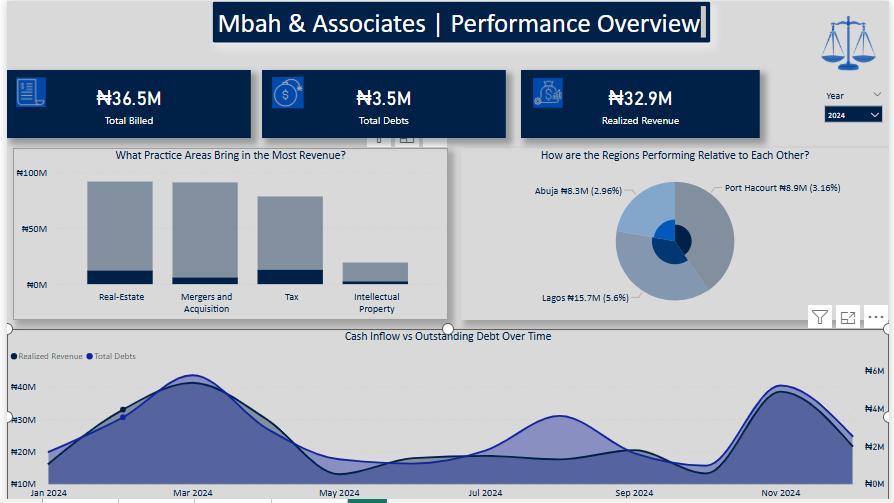 Mbah & Associates | Performance Overview
₦36.5M
Total Billed
₦3.5M
Total Debts
₦32.9M
Realized Revenue
Year
2024
What Practice Areas Bring in the Most Revenue?
₦100M
₦50M
₦0M
Real-Estate
Mergers and
Acquisition
Tax
Intellectual
Property
How are the Regions Performing Relative to Each Other?
Abuja ₦8.3M (2.96%)
Port Hacourt ₦8.9M (3.16%)
Lagos ₦15.7M (5.6%)
Cash Inflow vs Outstanding Debt Over Time
Realized Revenue
Total Debts
₦40M
₦30M
₦20M
₦10M
₦6M
₦4M
₦2M
₦0M
Jan 2024
Mar 2024
May 2024
Jul 2024
Sep 2024
Nov 2024